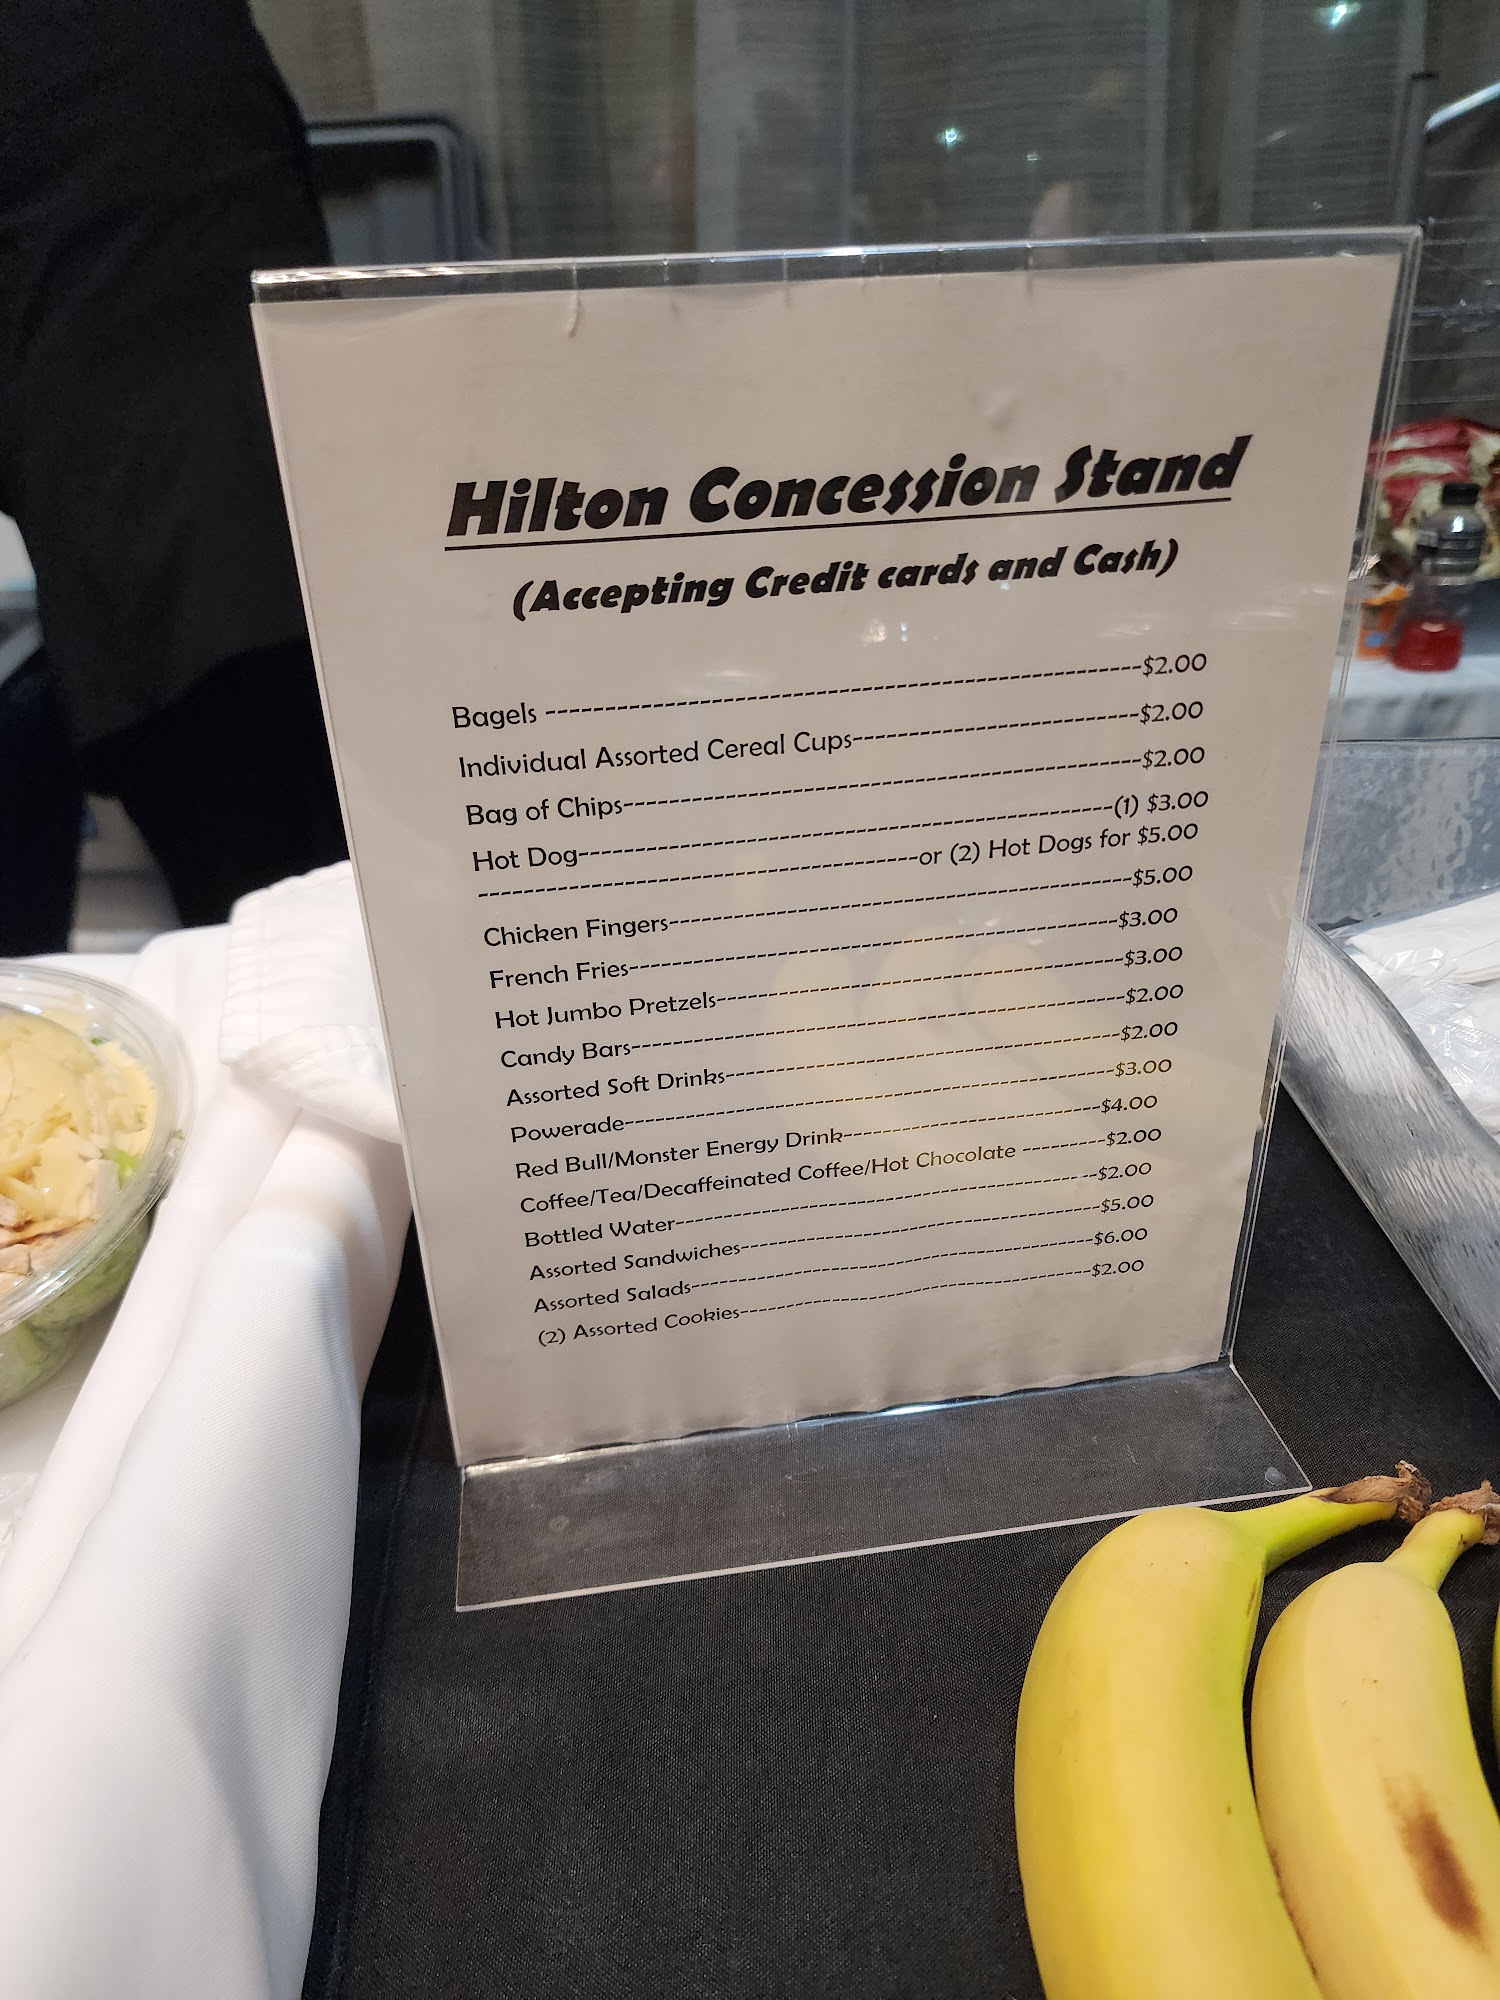 Hilton Concession Stand
(Accepting Credit cards and Cash)
Bagels ----------------------------------------$2.00
Individual Assorted Cereal Cups-------------------$2.00
Bag of Chips-----------------------------------$2.00
Hot Dog------------------------------------(1) $3.00
------------------------------or (2) Hot Dogs for $5.00
Chicken Fingers-------------------------------$5.00
French Fries----------------------------------$3.00
Hot Jumbo Pretzels----------------------------$3.00
Candy Bars-----------------------------------$2.00
Assorted Soft Drinks---------------------------$2.00
Powerade-----------------------------------$3.00
Red Bull/Monster Energy Drink------------------$4.00
Coffee/Tea/Decaffeinated Coffee/Hot Chocolate ---------$2.00
Bottled Water--------------------------------$2.00
Assorted Sandwiches---------------------------$5.00
Assorted Salads-------------------------------$6.00
(2) Assorted Cookies---------------------------$2.00